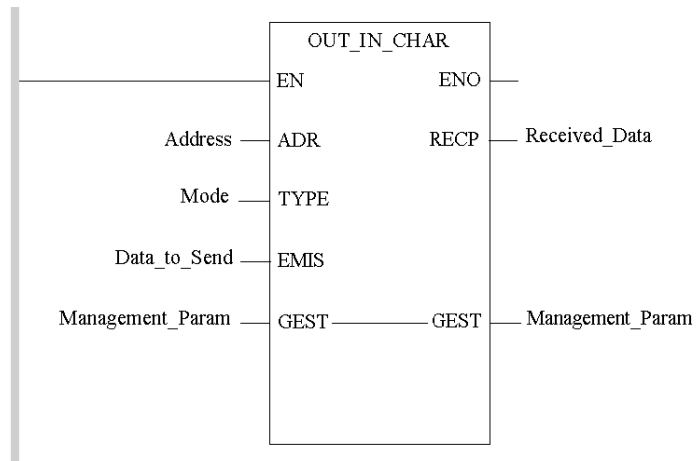 OUT_IN_CHAR
EN ENO
Address ADR RECP Received_Data
Mode TYPE
Data_to_Send EMIS
Management_Param GEST GEST Management_Param